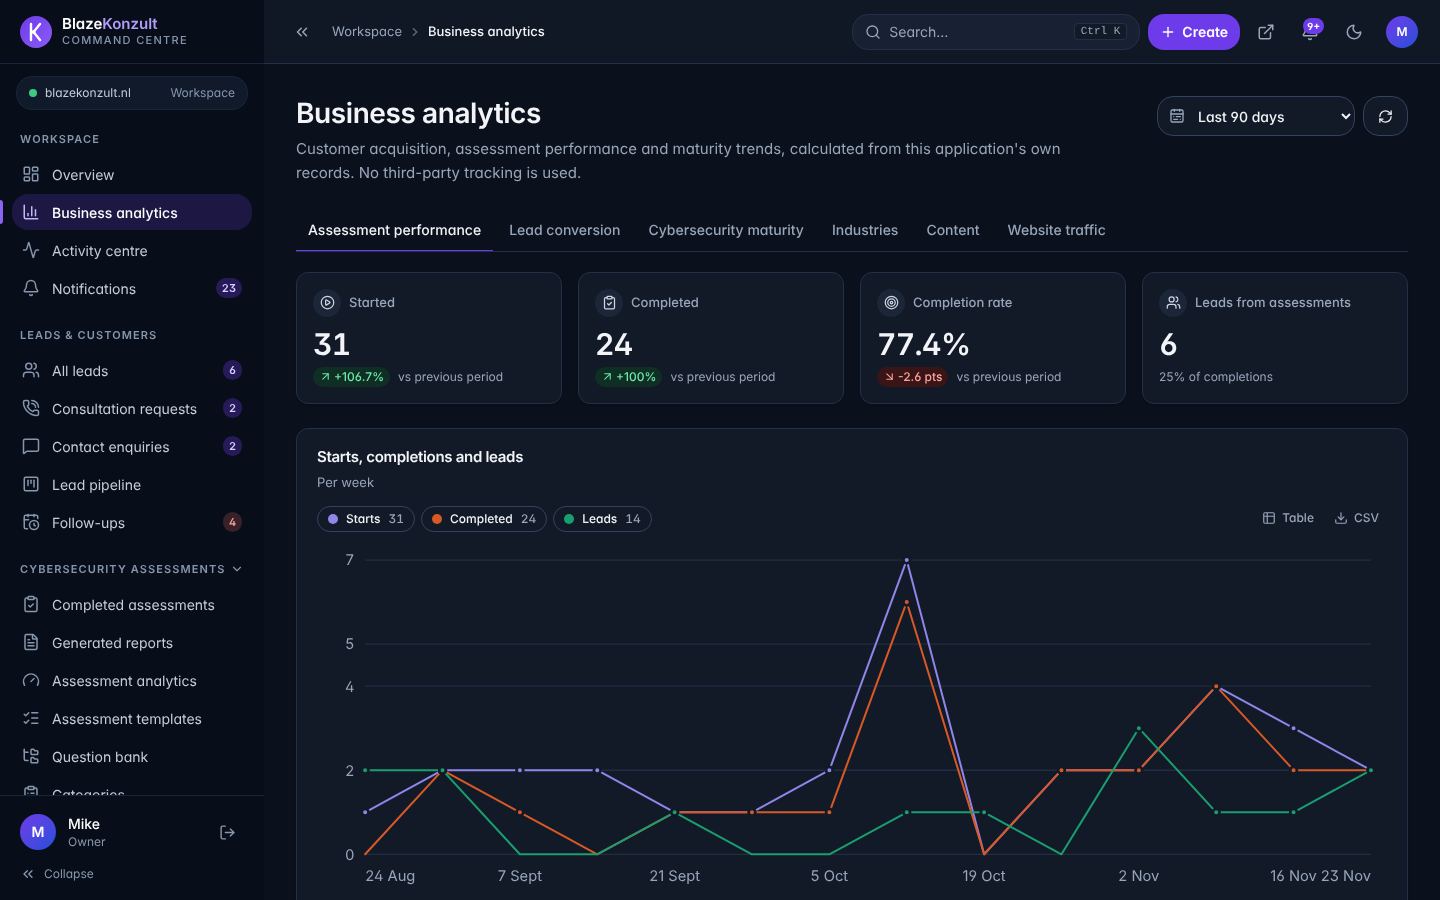 K
BlazeKonzult
COMMAND CENTRE
Workspace
Business analytics
Search...
Ctrl K
Create
9+
M
blazekonzult.nl
Workspace
WORKSPACE
Overview
Business analytics
Activity centre
Notifications
23
LEADS & CUSTOMERS
All leads
6
Consultation requests
2
Contact enquiries
2
Lead pipeline
Follow-ups
4
CYBERSECURITY ASSESSMENTS
Completed assessments
Generated reports
Assessment analytics
Assessment templates
Question bank
Categories
M
Mike
Owner
Collapse
Business analytics
Last 90 days
Customer acquisition, assessment performance and maturity trends, calculated from this application's own
records. No third-party tracking is used.
Assessment performance
Lead conversion
Cybersecurity maturity
Industries
Content
Website traffic
Started
31
+106.7% vs previous period
Completed
24
+100% vs previous period
Completion rate
77.4%
-2.6 pts vs previous period
Leads from assessments
6
25% of completions
Starts, completions and leads
Per week
Starts 31
Completed 24
Leads 14
Table
CSV
7
5
4
2
0
24 Aug
7 Sept
21 Sept
5 Oct
19 Oct
2 Nov
16 Nov
23 Nov